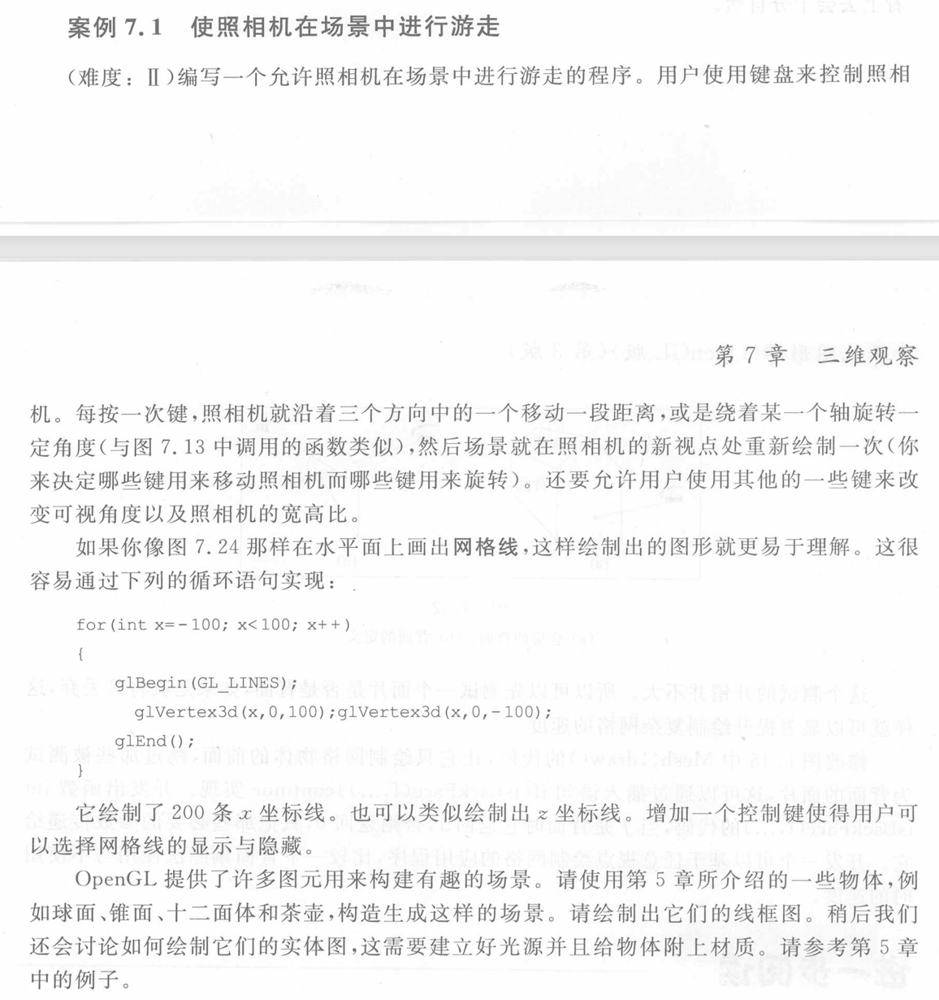 案例 7.1 使照相机在场景中进行游走
(难度: Ⅱ)编写一个允许照相机在场景中进行游走的程序。用户使用键盘来控制照相
第 7 章 三维观察
机。每按一次键,照相机就沿着三个方向中的一个移动一段距离,或是绕着某一个轴旋转一
定角度(与图 7.13 中调用的函数类似),然后场景就在照相机的新视点处重新绘制一次(你
来决定哪些键用来移动照相机而哪些键用来旋转)。还要允许用户使用其他的一些键来改
变可视角度以及照相机的宽高比。
如果你像图 7.24 那样在水平面上画出网格线,这样绘制出的图形就更易于理解。这很
容易通过下列的循环语句实现:
for(int x=-100; x<100; x++)
{
glBegin(GL_LINES);
glVertex3d(x,0,100);glVertex3d(x,0,-100);
glEnd();
}
它绘制了 200 条 x 坐标线。也可以类似绘制出 z 坐标线。增加一个控制键使得用户可
以选择网格线的显示与隐藏。
OpenGL 提供了许多图元用来构建有趣的场景。请使用第 5 章所介绍的一些物体,例
如球面、锥面、十二面体和茶壶,构造生成这样的场景。请绘制出它们的线框图。稍后我们
还会讨论如何绘制它们的实体图,这需要建立好光源并且给物体附上材质。请参考第 5 章
中的例子。